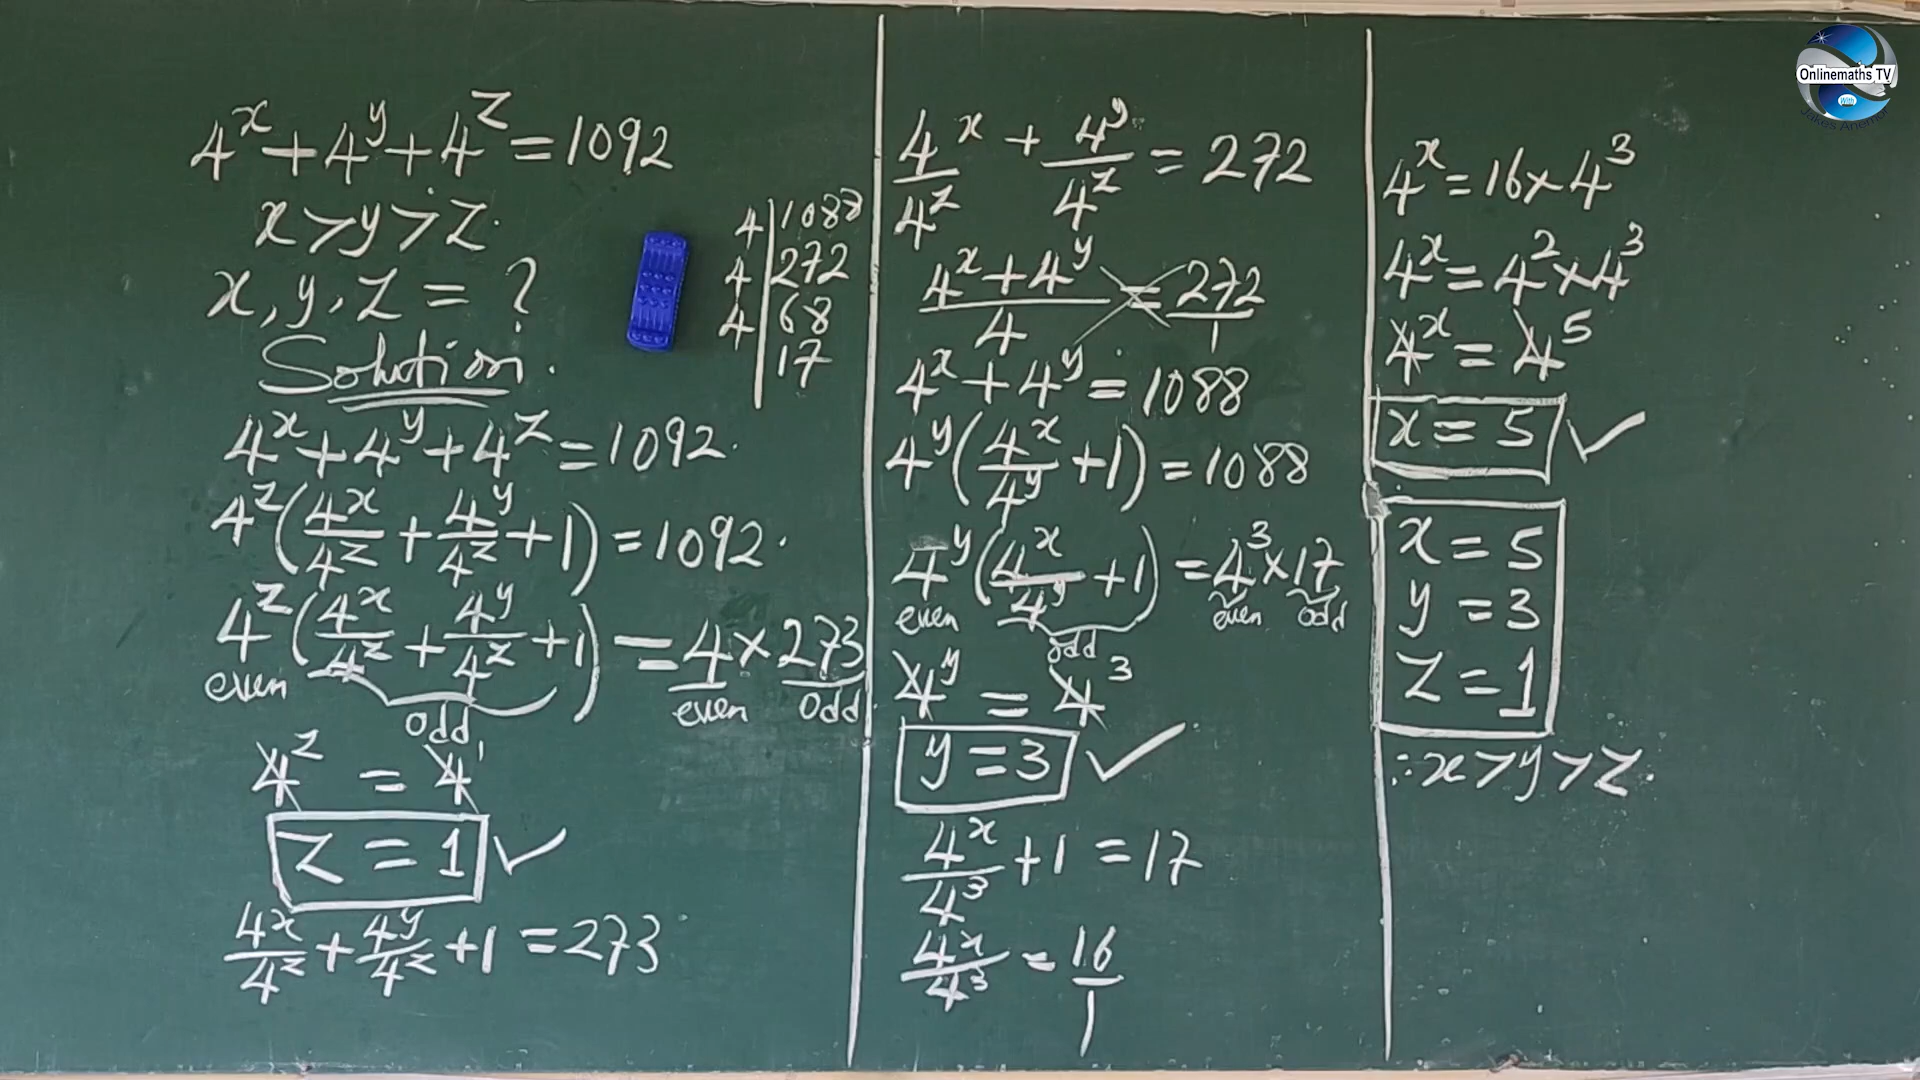 4^x + 4^y + 4^z = 1092
x > y > z.
x, y, z = ?
Solution.
4^x + 4^y + 4^z = 1092.
4^z (4^x/4^z + 4^y/4^z + 1) = 1092.
4^z (4^x/4^z + 4^y/4^z + 1) = 4 × 273
even odd even odd
4^z = 4^1
z = 1 ✓
4^x/4^z + 4^y/4^z + 1 = 273
4 | 1088
4 | 272
4 | 68
| 17
4^x/4^z + 4^y/4^z = 272
(4^x + 4^y)/4 = 272/1
4^x + 4^y = 1088
4^y (4^x/4^y + 1) = 1088
4^y (4^x/4^y + 1) = 4^3 × 17
even odd even odd
4^y = 4^3
y = 3 ✓
4^x/4^3 + 1 = 17
4^x/4^3 = 16/1
4^x = 16 × 4^3
4^x = 4^2 × 4^3
4^x = 4^5
x = 5 ✓
x = 5
y = 3
z = 1
∴ x > y > z.
Onlinemaths TV
With